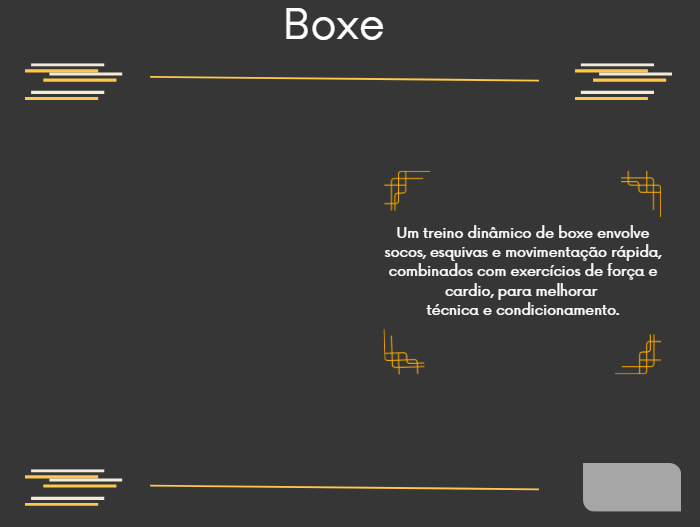 Boxe
Um treino dinâmico de boxe envolve
socos, esquivas e movimentação rápida,
combinados com exercícios de força e
cardio, para melhorar
técnica e condicionamento.